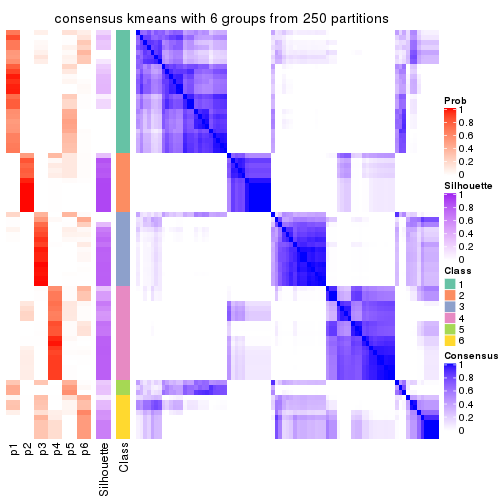 consensus kmeans with 6 groups from 250 partitions
Prob
1
0.8
0.6
0.4
0.2
0
Silhouette
1
0.8
0.6
0.4
0.2
0
Class
1
2
3
4
5
6
Consensus
1
0.8
0.6
0.4
0.2
0
p1
p2
p3
p4
p5
p6
Silhouette
Class